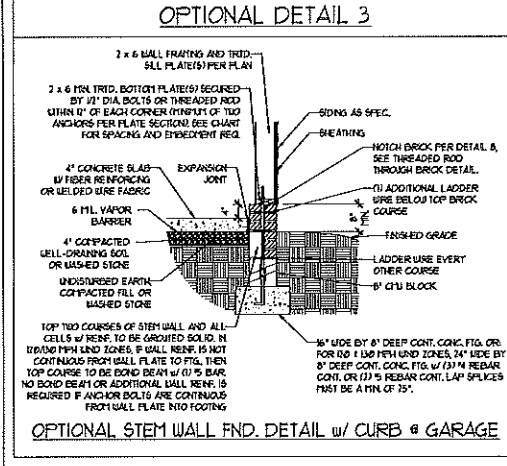 OPTIONAL DETAIL 3
2 x 6 WALL FRAMING AND TRTD.
SILL PLATE(S) PER PLAN
2 x 6 MIN. TRTD. BOTTOM PLATE(S) SECURED
BY 1/2" DIA. BOLTS OR THREADED ROD
WITHIN 12" OF EACH CORNER (MINIMUM OF TWO
ANCHORS PER PLATE SECTION). SEE CHART
FOR SPACING AND EMBEDMENT REQ.
4" CONCRETE SLAB
W/ FIBER REINFORCING
OR WELDED WIRE FABRIC
EXPANSION
JOINT
6 MIL. VAPOR
BARRIER
4" COMPACTED
WELL-DRAINING SOIL
OR WASHED STONE
UNDISTURBED EARTH,
COMPACTED FILL OR
WASHED STONE
TOP TWO COURSES OF STEM WALL AND ALL
CELLS w/ REINF. TO BE GROUTED SOLID. IN
120/130 MPH WIND ZONES, IF WALL REINF. IS NOT
CONTINUOUS FROM WALL PLATE TO FTG., THEN
TOP COURSE TO BE BOND BEAM w/ (1) #5 BAR.
NO BOND BEAM OR ADDITIONAL WALL REINF. IS
REQUIRED IF ANCHOR BOLTS ARE CONTINUOUS
FROM WALL PLATE INTO FOOTING
4"
SIDING AS SPEC.
SHEATHING
NOTCH BRICK PER DETAIL 8,
SEE THREADED ROD
THROUGH BRICK DETAIL.
(1) ADDITIONAL LADDER
WIRE BELOW TOP BRICK
COURSE
8"
MIN
FINISHED GRADE
LADDER WIRE EVERY
OTHER COURSE
8" CMU BLOCK
16" WIDE BY 8" DEEP CONT. CONC. FTG. OR:
FOR 120 & 130 MPH WIND ZONES, 24" WIDE BY
8" DEEP CONT. CONC. FTG. w/ (3) #4 REBAR
CONT. OR (2) #5 REBAR CONT. LAP SPLICES
MUST BE A MIN. OF 25".
OPTIONAL STEM WALL FND. DETAIL w/ CURB @ GARAGE